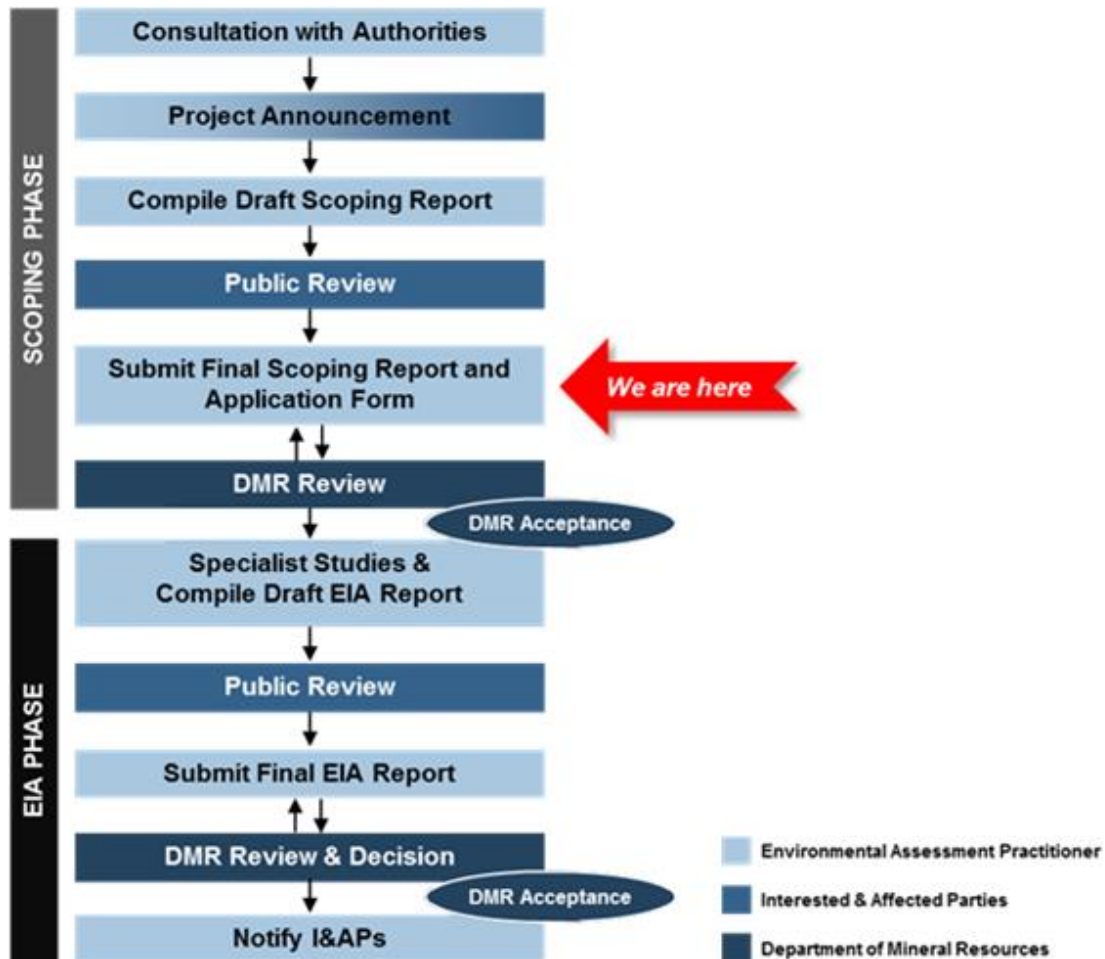 SCOPING PHASE
Consultation with Authorities
Project Announcement
Compile Draft Scoping Report
Public Review
Submit Final Scoping Report and
Application Form
We are here
DMR Review
DMR Acceptance
EIA PHASE
Specialist Studies &
Compile Draft EIA Report
Public Review
Submit Final EIA Report
DMR Review & Decision
DMR Acceptance
Notify I&APs
Environmental Assessment Practitioner
Interested & Affected Parties
Department of Mineral Resources